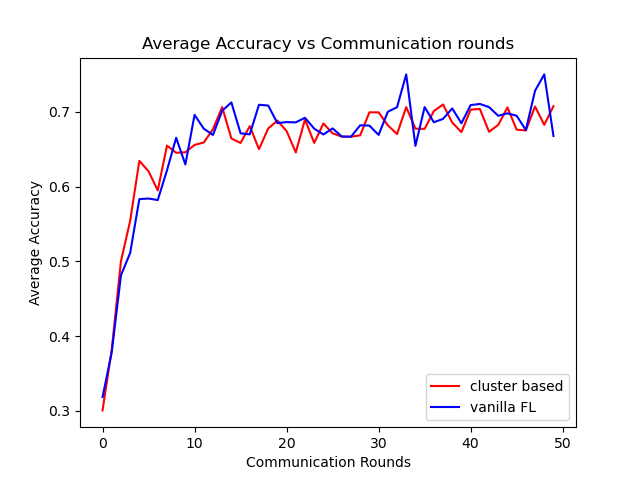 Average Accuracy vs Communication rounds
Average Accuracy
0.7
0.6
0.5
0.4
0.3
0
10
20
30
40
50
Communication Rounds
cluster based
vanilla FL